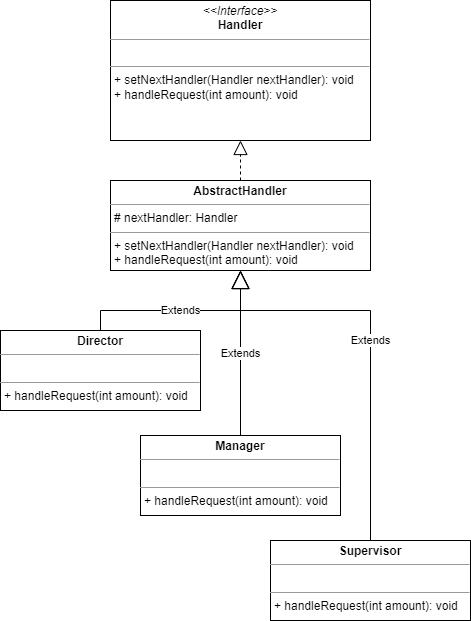 <<Interface>>
Handler
+ setNextHandler(Handler nextHandler): void
+ handleRequest(int amount): void
AbstractHandler
# nextHandler: Handler
+ setNextHandler(Handler nextHandler): void
+ handleRequest(int amount): void
Extends
Extends
Extends
Director
+ handleRequest(int amount): void
Manager
+ handleRequest(int amount): void
Supervisor
+ handleRequest(int amount): void